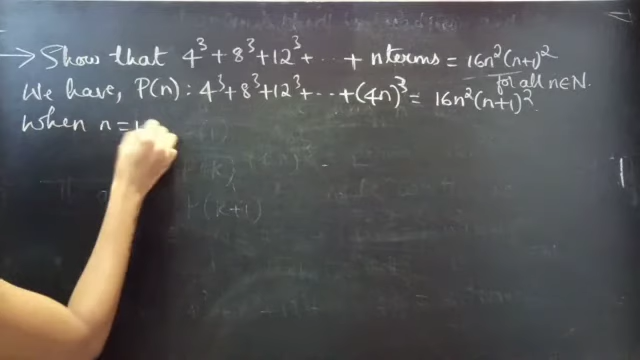 → Show that 4³ + 8³ + 12³ + ... + n terms = 16n²(n+1)²
for all n∈N.
We have, P(n) : 4³ + 8³ + 12³ + ... + (4n)³ = 16n²(n+1)².
When n = 1
P(k)
P(k+1)